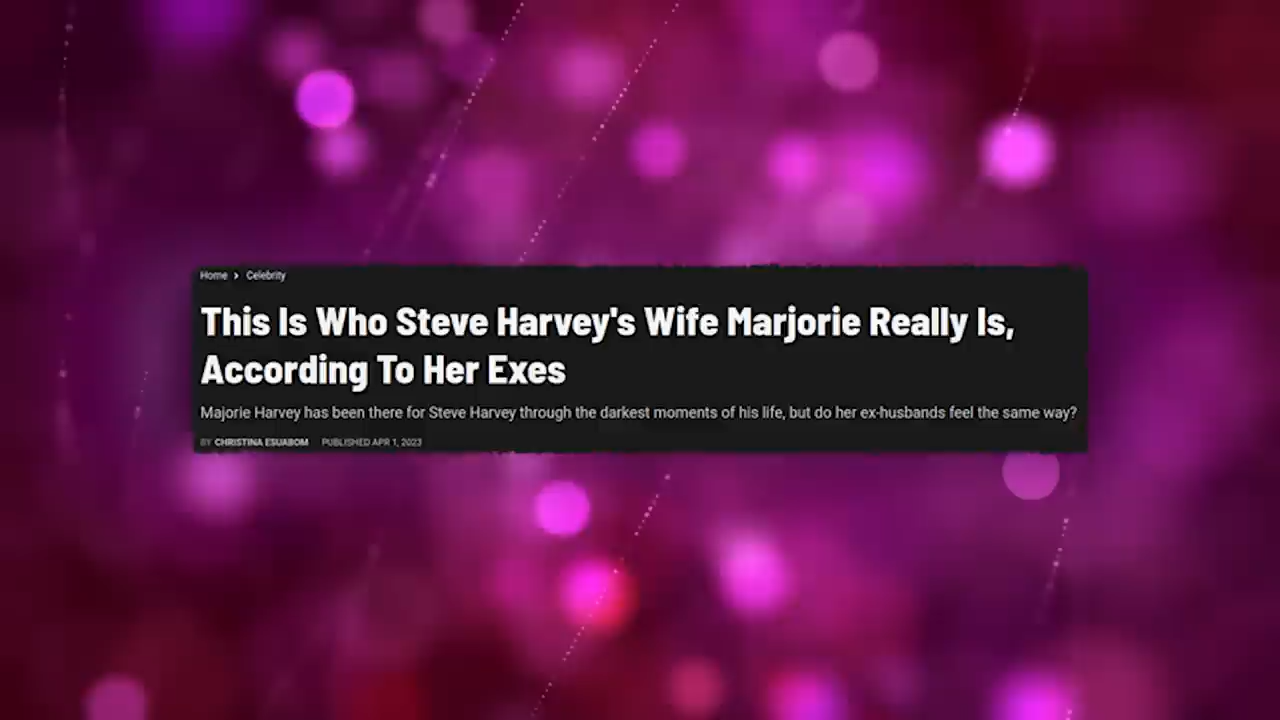 Home > Celebrity
This Is Who Steve Harvey's Wife Marjorie Really Is,
According To Her Exes
Majorie Harvey has been there for Steve Harvey through the darkest moments of his life, but do her ex-husbands feel the same way?
BY CHRISTINA ESUABOM PUBLISHED APR 1, 2023